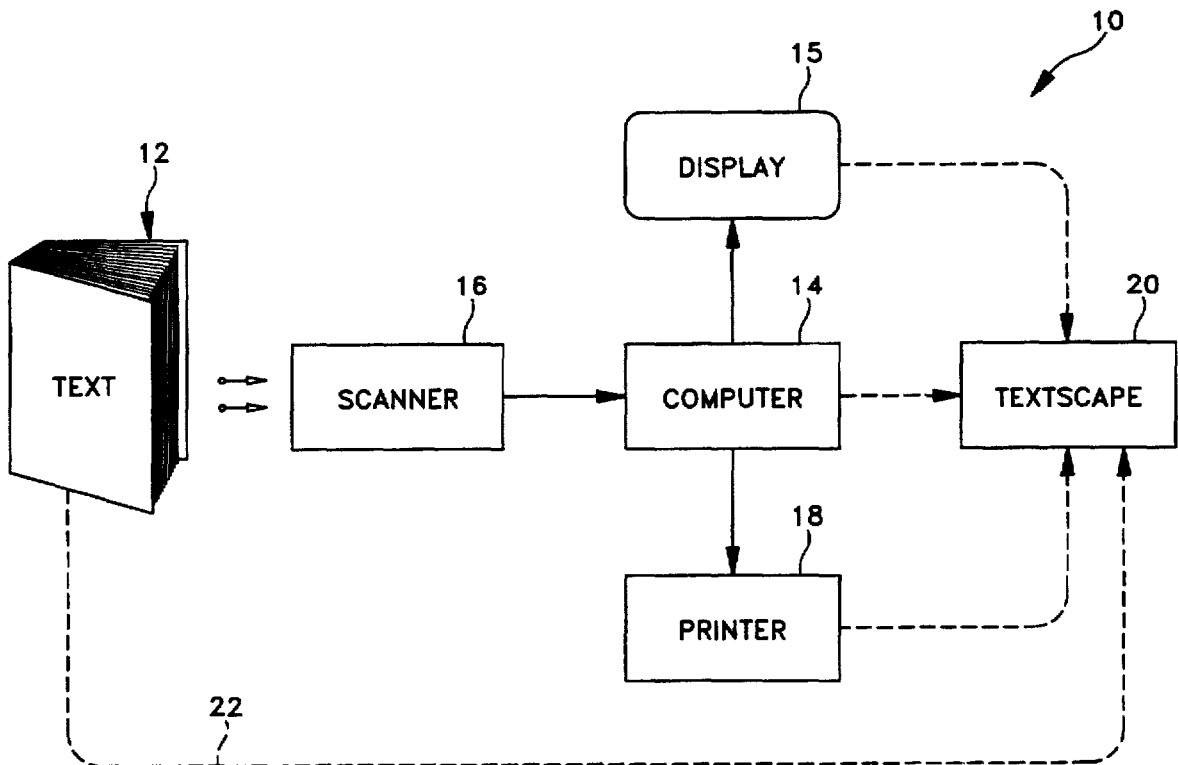 10
15
DISPLAY
12
16
14
20
TEXT
SCANNER
COMPUTER
TEXTSCAPE
18
PRINTER
22